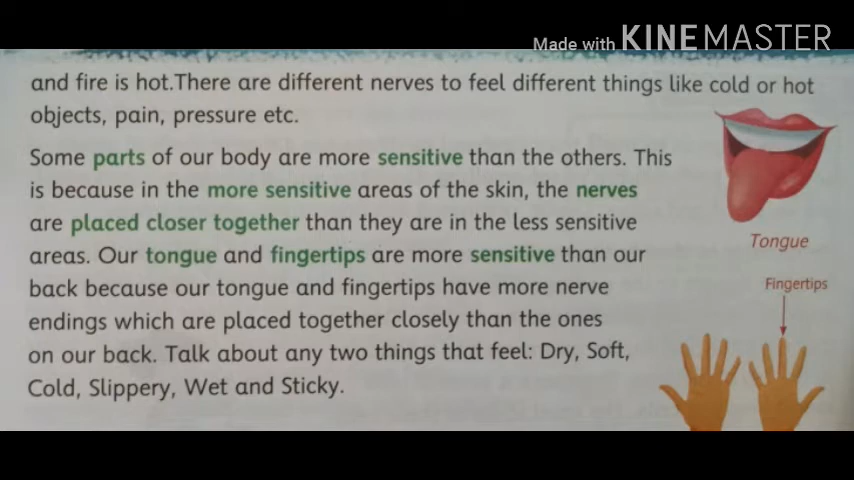 Made with KINEMASTER
and fire is hot.There are different nerves to feel different things like cold or hot
objects, pain, pressure etc.
Some parts of our body are more sensitive than the others. This
is because in the more sensitive areas of the skin, the nerves
are placed closer together than they are in the less sensitive
areas. Our tongue and fingertips are more sensitive than our
back because our tongue and fingertips have more nerve
endings which are placed together closely than the ones
on our back. Talk about any two things that feel: Dry, Soft,
Cold, Slippery, Wet and Sticky.
Tongue
Fingertips